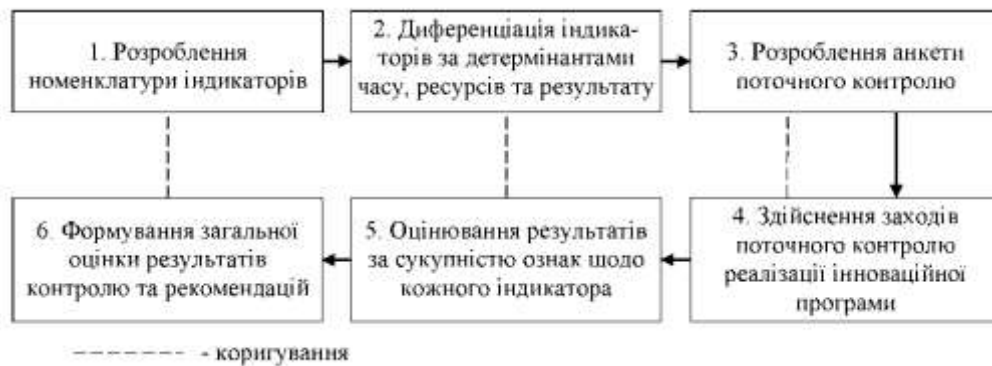 1. Розроблення
номенклатури індикаторів
2. Диференціація індика-
торів за детермінантами
часу, ресурсів та результату
3. Розроблення анкети
поточного контролю
6. Формування загальної
оцінки результатів
контролю та рекомендацій
5. Оцінювання результатів
за сукупністю ознак щодо
кожного індикатора
4. Здійснення заходів
поточного контролю
реалізації інноваційної
програми
- коригування